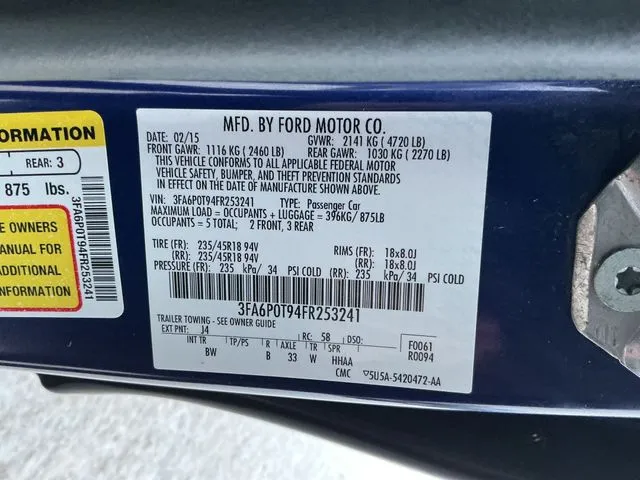 ORMATION
REAR: 3
875 lbs.
E OWNERS
ANUAL FOR
DITIONAL
ORMATION
3FA6P0T94FR253241
MFD. BY FORD MOTOR CO.
DATE: 02/15 GVWR: 2141 KG ( 4720 LB)
FRONT GAWR: 1116 KG ( 2460 LB) REAR GAWR: 1030 KG ( 2270 LB)
THIS VEHICLE CONFORMS TO ALL APPLICABLE FEDERAL MOTOR
VEHICLE SAFETY, BUMPER, AND THEFT PREVENTION STANDARDS
IN EFFECT ON THE DATE OF MANUFACTURE SHOWN ABOVE.
VIN: 3FA6P0T94FR253241 TYPE: Passenger Car
MAXIMUM LOAD = OCCUPANTS + LUGGAGE = 396KG/ 875LB
OCCUPANTS = 5 TOTAL; 2 FRONT, 3 REAR
TIRE (FR): 235/45R18 94V RIMS (FR): 18x8.0J
(RR): 235/45R18 94V (RR): 18x8.0J
PRESSURE (FR): 235 kPa/ 34 PSI COLD (RR): 235 kPa/ 34 PSI COLD
3FA6P0T94FR253241
TRAILER TOWING - SEE OWNER GUIDE
EXT PNT: J4 RC: 58 DSO: F0061
INT TR TP/PS R AXLE TR SPR R0094
BW B 33 W HHAA
CMC ▽5U5A-5420472-AA